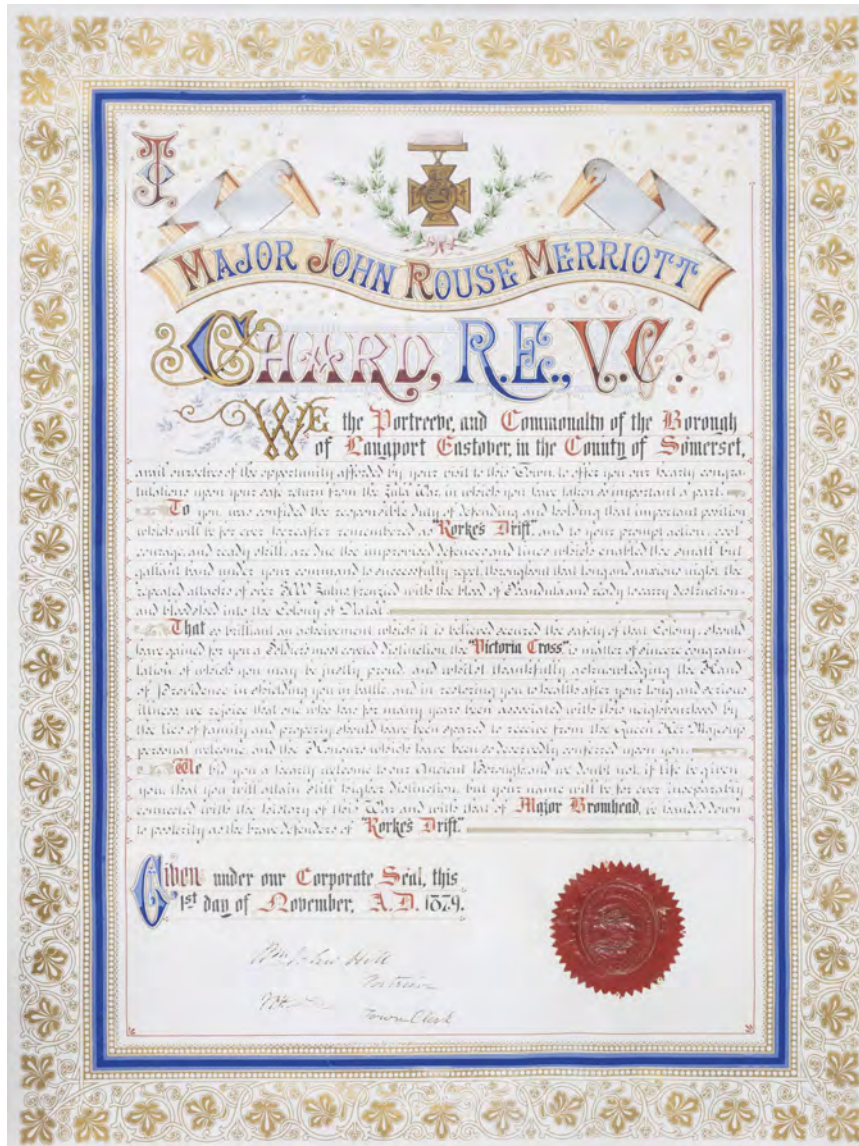 To
MAJOR JOHN ROUSE MERRIOTT
CHARD, R.E., V.C.
WE the Portreeve, and Commonalty of the Borough
of Langport Eastover, in the County of Somerset,
avail ourselves of the opportunity afforded by your visit to this Town, to offer you our hearty congra-
tulations upon your safe return from the Zulu War in which you have taken so important a part.
To you was confided the responsible duty of defending and holding that important position
which will be for ever hereafter remembered as "Rorke's Drift" and to your prompt action, cool
courage, and ready skill, are due the improvised defences and lines which enabled the small but
gallant band under your command to successfully repel throughout that long and anxious night the
repeated attacks of over Zulus frenzied with the blood of Isandula and ready to carry destruction
and bloodshed into the Colony of Natal.
That so brilliant an achievement which it is believed secured the safety of that Colony, should
have gained for you a Soldiers most coveted distinction the "Victoria Cross" is matter of sincere congratu-
lation of which you may be justly proud, and whilst thankfully acknowledging the Hand
of Providence in shielding you in battle, and in restoring you to health after your long and serious
illness, we rejoice that one who has for many years been associated with this neighbourhood by
the ties of family and property should have been spared to receive from the Queen Her Majestys
personal welcome, and the Honours which have been so deservedly conferred upon you.
We bid you a hearty welcome to our Ancient Borough and we doubt not, if life be given
you, that you will attain still higher distinction, but your name will be for ever inseparably
connected with the history of this War and with that of Major Bromhead, be handed down
to posterity as the brave defenders of "Rorke's Drift."
Given under our Corporate Seal, this
1st day of November, A.D. 1879.
Hill
Portreeve
Town Clerk